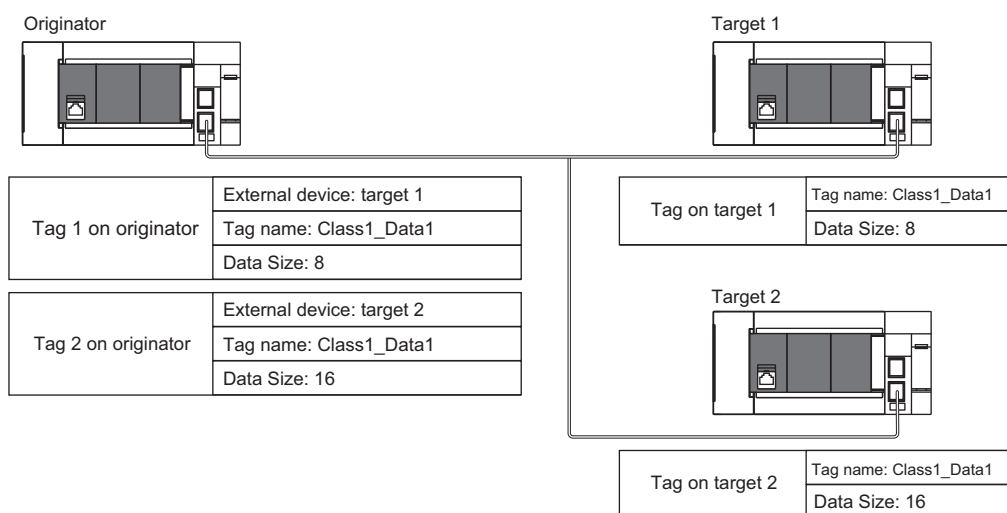 Originator
Target 1
Tag 1 on originator
External device: target 1
Tag name: Class1_Data1
Data Size: 8
Tag on target 1
Tag name: Class1_Data1
Data Size: 8
Tag 2 on originator
External device: target 2
Tag name: Class1_Data1
Data Size: 16
Target 2
Tag on target 2
Tag name: Class1_Data1
Data Size: 16